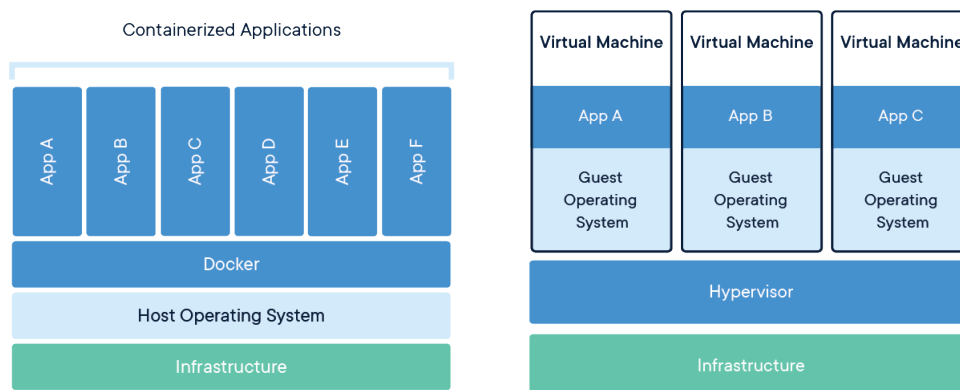 Containerized Applications
App A
App B
App C
App D
App E
App F
Docker
Host Operating System
Infrastructure
Virtual Machine
App A
Guest
Operating
System
Virtual Machine
App B
Guest
Operating
System
Virtual Machine
App C
Guest
Operating
System
Hypervisor
Infrastructure